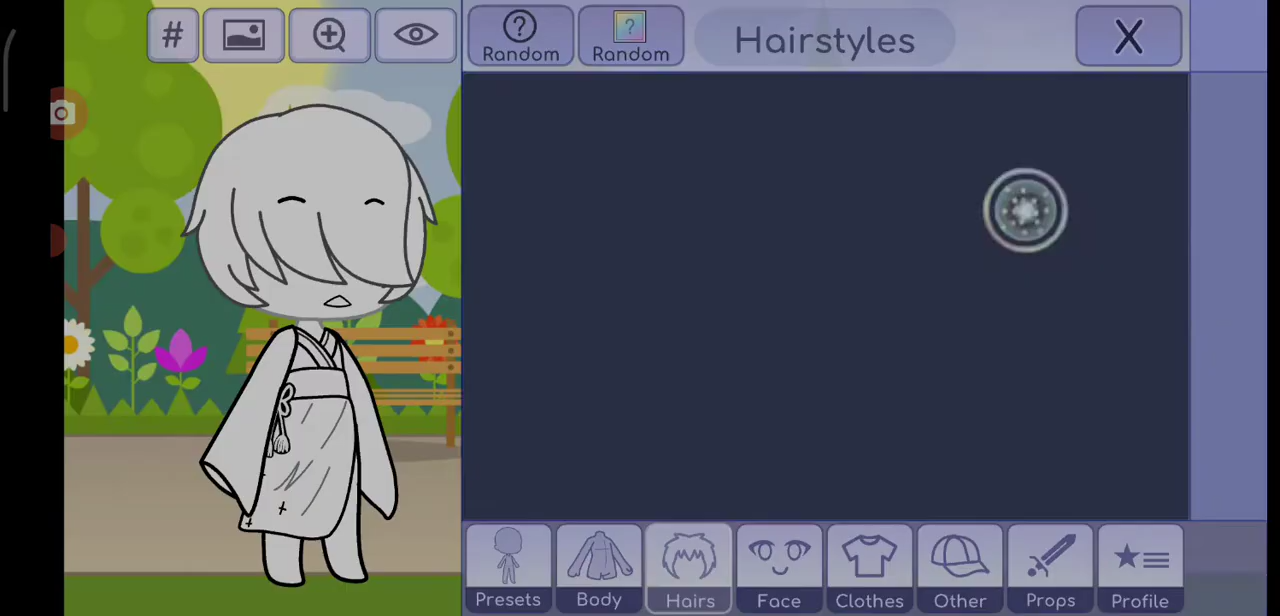 #
?
Random
?
Random
Hairstyles
X
Presets
Body
Hairs
Face
Clothes
Other
Props
Profile